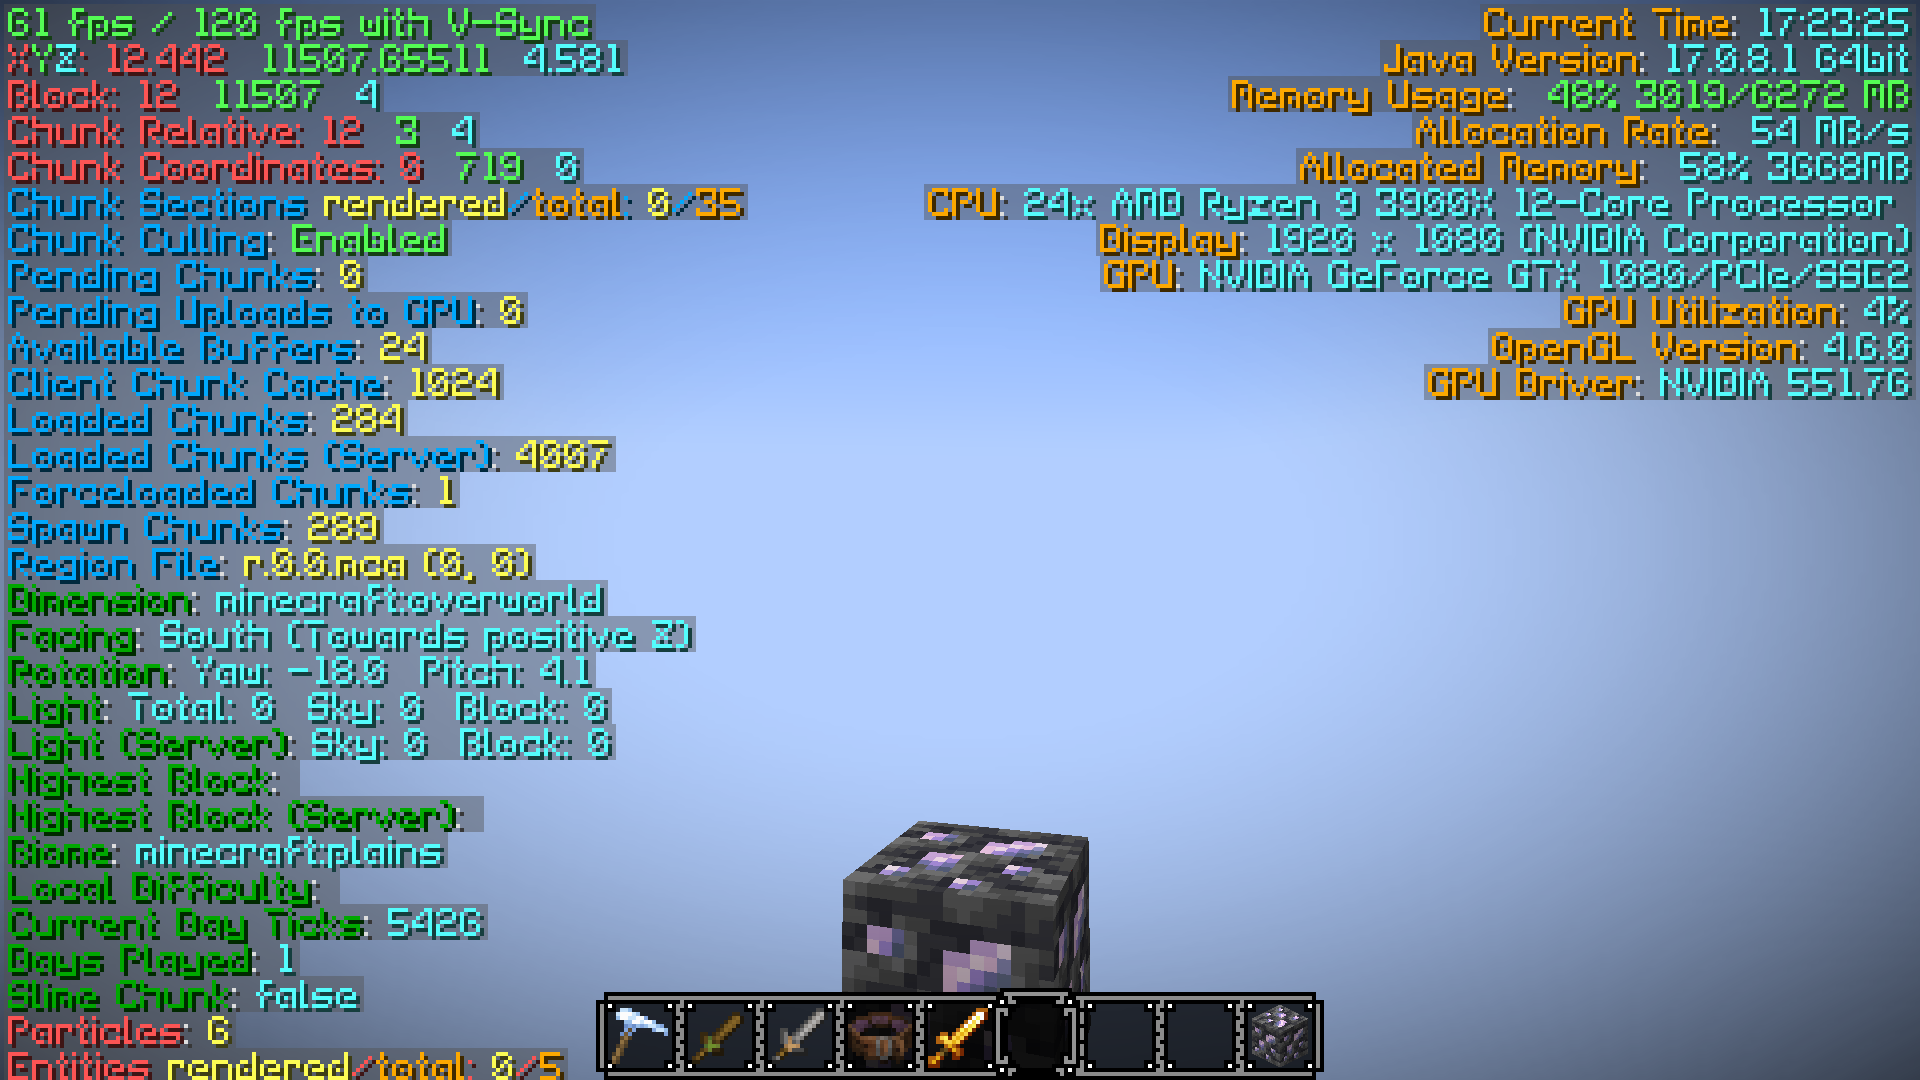 61 fps / 120 fps with V-Sync
XYZ: 12.442 11507.65511 4.581
Block: 12 11507 4
Chunk Relative: 12 3 4
Chunk Coordinates: 0 719 0
Chunk Sections rendered/total: 0/35
Chunk Culling: Enabled
Pending Chunks: 0
Pending Uploads to GPU: 0
Available Buffers: 24
Client Chunk Cache: 1024
Loaded Chunks: 284
Loaded Chunks (Server): 4007
Forceloaded Chunks: 1
Spawn Chunks: 289
Region File: r.0.0.mca (0, 0)
Dimension: minecraft:overworld
Facing: South (Towards positive Z)
Rotation: Yaw: -18.0 Pitch: 4.1
Light: Total: 0 Sky: 0 Block: 0
Light (Server): Sky: 0 Block: 0
Highest Block:
Highest Block (Server):
Biome: minecraft:plains
Local Difficulty:
Current Day Ticks: 5426
Days Played: 1
Slime Chunk: false
Particles: 6
Entities rendered/total: 0/5
Current Time: 17:23:25
Java Version: 17.0.8.1 64bit
Memory Usage: 48% 3019/6272 MB
Allocation Rate: 54 MB/s
Allocated Memory: 58% 3668MB
CPU: 24x AMD Ryzen 9 3900X 12-Core Processor
Display: 1920 x 1080 (NVIDIA Corporation)
GPU: NVIDIA GeForce GTX 1080/PCIe/SSE2
GPU Utilization: 4%
OpenGL Version: 4.6.0
GPU Driver: NVIDIA 551.76